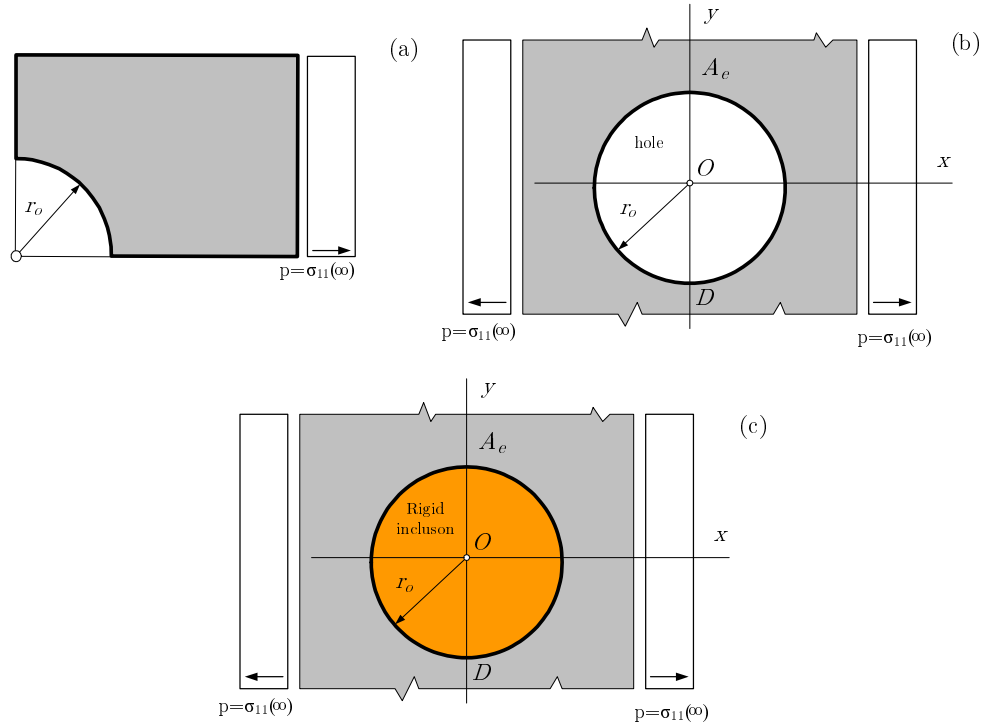 (a)
r_o
p=σ₁₁(∞)
(b)
y
A_e
hole
x
O
r_o
D
p=σ₁₁(∞)
p=σ₁₁(∞)
(c)
y
A_e
Rigid
incluson
x
O
r_o
D
p=σ₁₁(∞)
p=σ₁₁(∞)